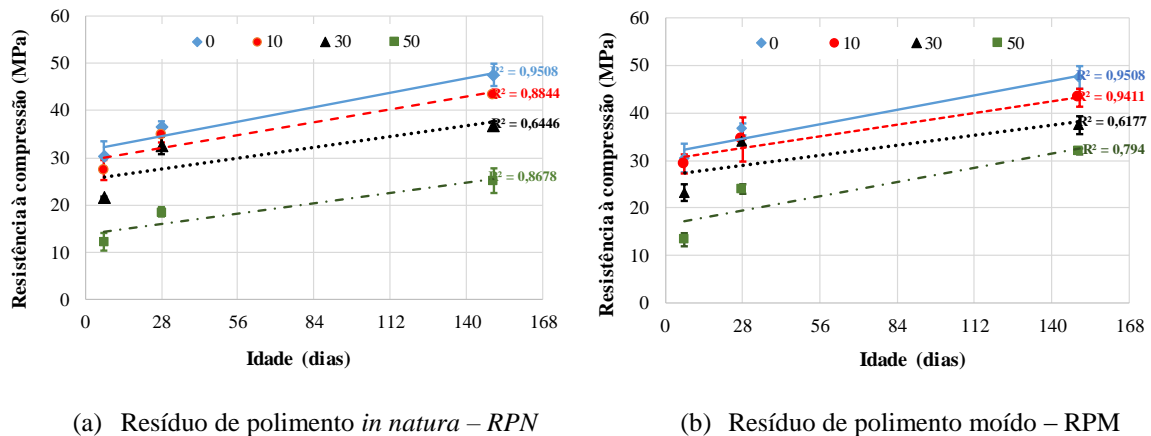 Resistência à compressão (MPa)
60
50
40
30
20
10
0
0 10 30 50
R² = 0,9508
R² = 0,8844
R² = 0,6446
R² = 0,8678
0 28 56 84 112 140 168
Idade (dias)
(a) Resíduo de polimento in natura – RPN
Resistência à compressão (MPa)
60
50
40
30
20
10
0
0 10 30 50
R² = 0,9508
R² = 0,9411
R² = 0,6177
R² = 0,794
0 28 56 84 112 140 168
Idade (dias)
(b) Resíduo de polimento moído – RPM